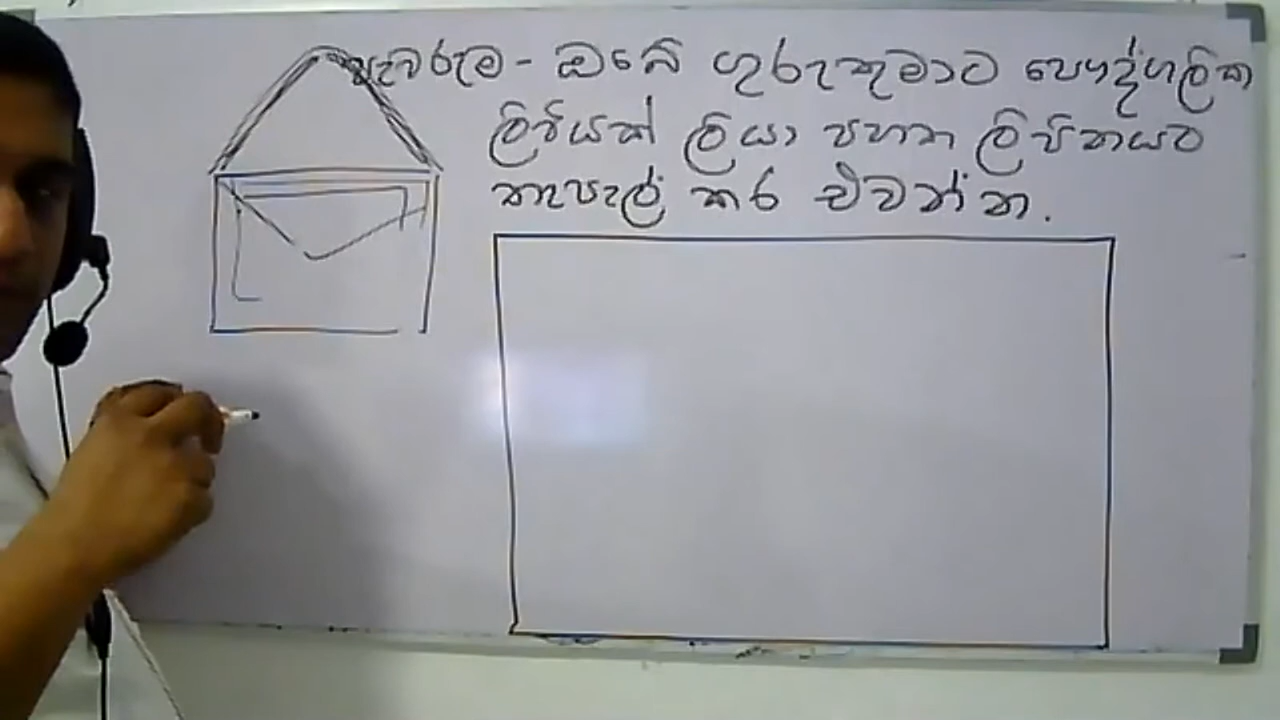 පැවරුම - ඔබේ ගුරුතුමාට පෞද්ගලික
ලිපියක් ලියා පහත ලිපිනයට
තැපැල් කර එවන්න.